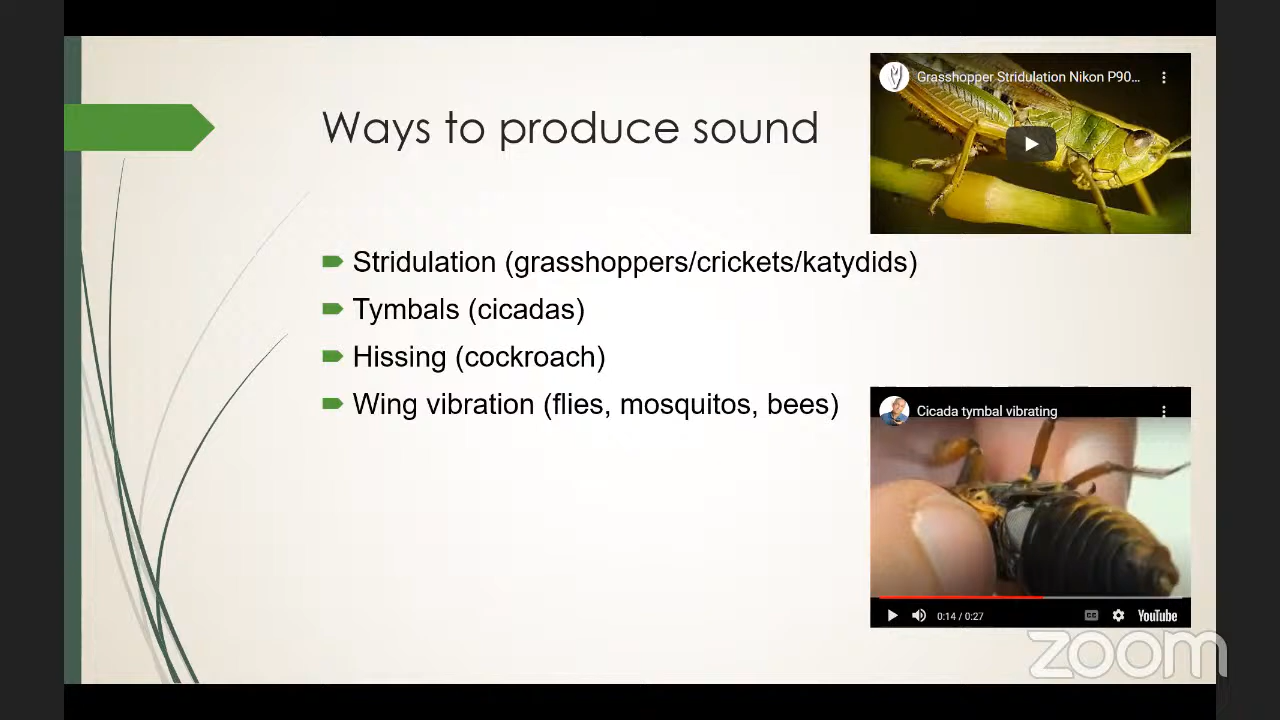 Ways to produce sound
Grasshopper Stridulation Nikon P90...
Stridulation (grasshoppers/crickets/katydids)
Tymbals (cicadas)
Hissing (cockroach)
Wing vibration (flies, mosquitos, bees)
Cicada tymbal vibrating
0:14 / 0:27
CC
YouTube
zoom